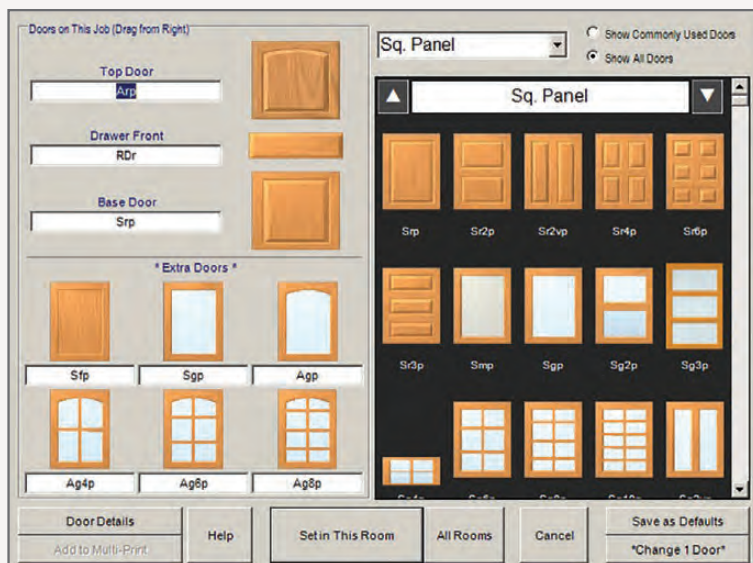 Doors on This Job (Drag from Right)
Top Door
Arp
Drawer Front
RDr
Base Door
Srp
* Extra Doors *
Sfp Sgp Agp
Ag4p Ag6p Ag8p
Sq. Panel
Show Commonly Used Doors
Show All Doors
Sq. Panel
Srp Sr2p Sr2vp Sr4p Sr6p
Sr3p Smp Sgp Sg2p Sg3p
Door Details
Add to Multi-Print
Help
Set in This Room
All Rooms
Cancel
Save as Defaults
*Change 1 Door*